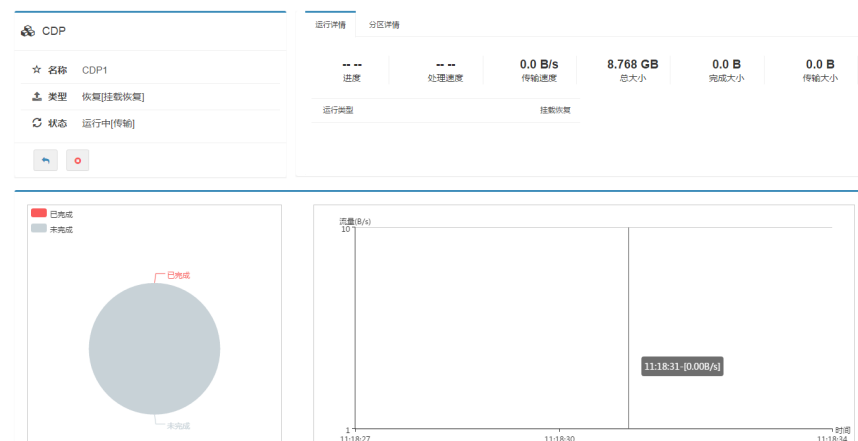 CDP
名称 CDP1
类型 恢复[挂载恢复]
状态 运行中[传输]
运行详情 分区详情
-- -- -- -- 0.0 B/s 8.768 GB 0.0 B 0.0 B
进度 处理速度 传输速度 总大小 完成大小 传输大小
运行类型 挂载恢复
已完成
未完成
已完成
未完成
流量(B/s)
10
11:18:31-[0.00B/s]
1
时间
11:18:27 11:18:30 11:18:34